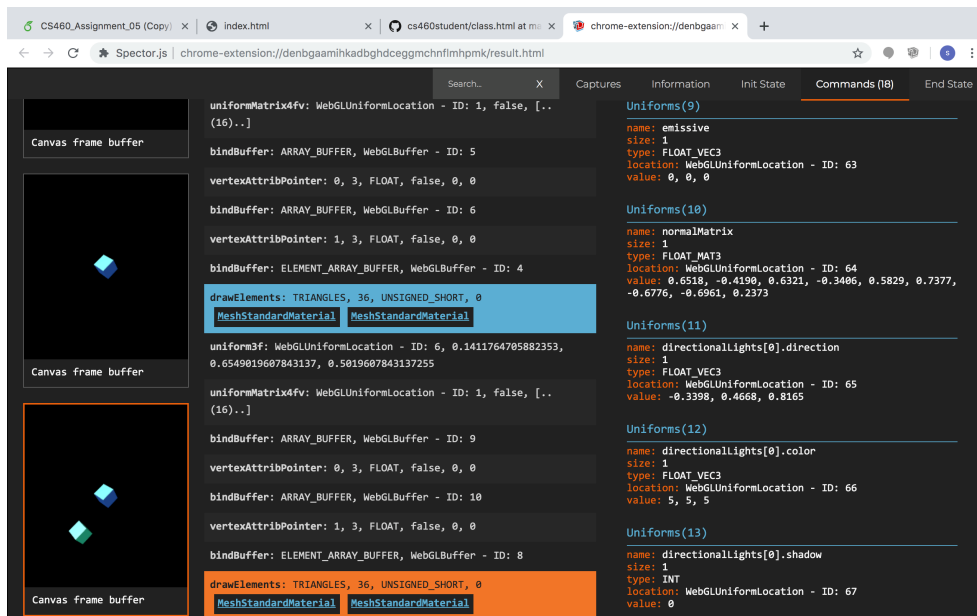 CS460_Assignment_05 (Copy)
index.html
cs460student/class.html at ma
chrome-extension://denbgaam
Spector.js | chrome-extension://denbgaamihkadbghdceggmchnflmhpmk/result.html
s
Search... X Captures Information Init State Commands (18) End State
Canvas frame buffer
Canvas frame buffer
Canvas frame buffer
uniformMatrix4fv: WebGLUniformLocation - ID: 1, false, [..
(16)..]
bindBuffer: ARRAY_BUFFER, WebGLBuffer - ID: 5
vertexAttribPointer: 0, 3, FLOAT, false, 0, 0
bindBuffer: ARRAY_BUFFER, WebGLBuffer - ID: 6
vertexAttribPointer: 1, 3, FLOAT, false, 0, 0
bindBuffer: ELEMENT_ARRAY_BUFFER, WebGLBuffer - ID: 4
drawElements: TRIANGLES, 36, UNSIGNED_SHORT, 0
MeshStandardMaterial MeshStandardMaterial
uniform3f: WebGLUniformLocation - ID: 6, 0.1411764705882353,
0.6549019607843137, 0.5019607843137255
uniformMatrix4fv: WebGLUniformLocation - ID: 1, false, [..
(16)..]
bindBuffer: ARRAY_BUFFER, WebGLBuffer - ID: 9
vertexAttribPointer: 0, 3, FLOAT, false, 0, 0
bindBuffer: ARRAY_BUFFER, WebGLBuffer - ID: 10
vertexAttribPointer: 1, 3, FLOAT, false, 0, 0
bindBuffer: ELEMENT_ARRAY_BUFFER, WebGLBuffer - ID: 8
drawElements: TRIANGLES, 36, UNSIGNED_SHORT, 0
MeshStandardMaterial MeshStandardMaterial
Uniforms(9)
name: emissive
size: 1
type: FLOAT_VEC3
location: WebGLUniformLocation - ID: 63
value: 0, 0, 0
Uniforms(10)
name: normalMatrix
size: 1
type: FLOAT_MAT3
location: WebGLUniformLocation - ID: 64
value: 0.6518, -0.4190, 0.6321, -0.3406, 0.5829, 0.7377,
-0.6776, -0.6961, 0.2373
Uniforms(11)
name: directionalLights[0].direction
size: 1
type: FLOAT_VEC3
location: WebGLUniformLocation - ID: 65
value: -0.3398, 0.4668, 0.8165
Uniforms(12)
name: directionalLights[0].color
size: 1
type: FLOAT_VEC3
location: WebGLUniformLocation - ID: 66
value: 5, 5, 5
Uniforms(13)
name: directionalLights[0].shadow
size: 1
type: INT
location: WebGLUniformLocation - ID: 67
value: 0